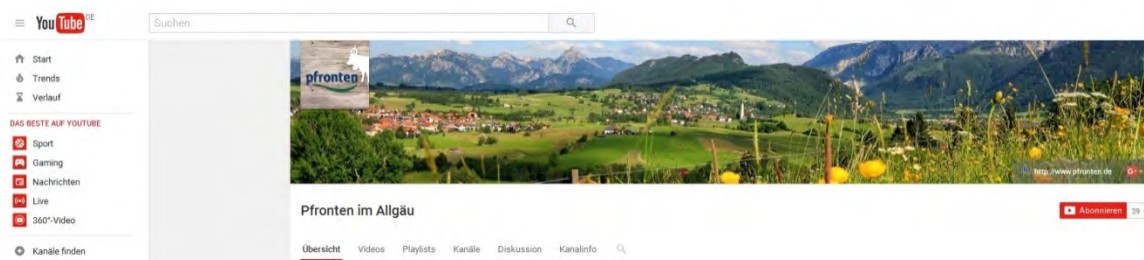 YouTube DE
Suchen
Start
Trends
Verlauf
DAS BESTE AUF YOUTUBE
Sport
Gaming
Nachrichten
Live
360°-Video
Kanäle finden
pfronten
http://www.pfronten.de
Pfronten im Allgäu
Abonnieren 39
Übersicht Videos Playlists Kanäle Diskussion Kanalinfo